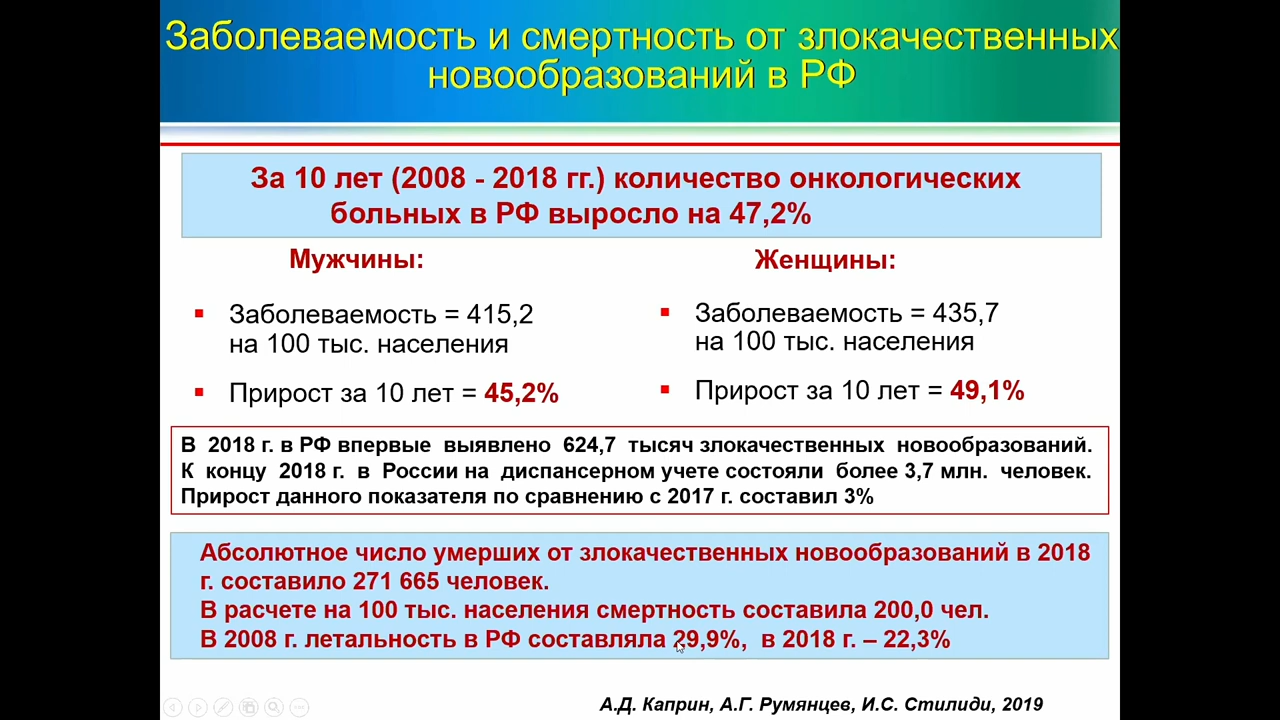 Заболеваемость и смертность от злокачественных
новообразований в РФ
За 10 лет (2008 - 2018 гг.) количество онкологических
больных в РФ выросло на 47,2%
Мужчины:
Заболеваемость = 415,2
на 100 тыс. населения
Прирост за 10 лет = 45,2%
Женщины:
Заболеваемость = 435,7
на 100 тыс. населения
Прирост за 10 лет = 49,1%
В 2018 г. в РФ впервые выявлено 624,7 тысяч злокачественных новообразований.
К концу 2018 г. в России на диспансерном учете состояли более 3,7 млн. человек.
Прирост данного показателя по сравнению с 2017 г. составил 3%
Абсолютное число умерших от злокачественных новообразований в 2018
г. составило 271 665 человек.
В расчете на 100 тыс. населения смертность составила 200,0 чел.
В 2008 г. летальность в РФ составляла 29,9%, в 2018 г. – 22,3%
А.Д. Каприн, А.Г. Румянцев, И.С. Стилиди, 2019